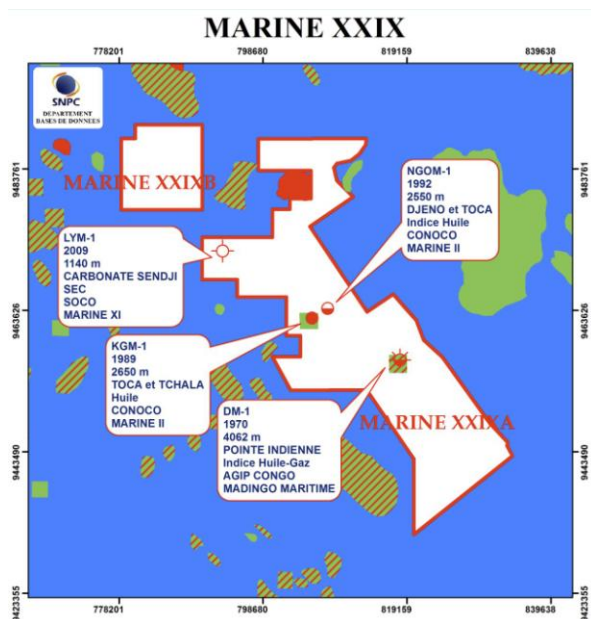 MARINE XXIX
778201
798680
819159
839638
SNPC
DEPARTEMENT
BASES DE DONNEES
9483761
9483761
MARINE XXIXB
NGOM-1
1992
2550 m
DJENO et TOCA
Indice Huile
CONOCO
MARINE II
LYM-1
2009
1140 m
CARBONATE SENDJI
SEC
SOCO
MARINE XI
9463626
9463626
KGM-1
1989
2650 m
TOCA et TCHALA
Huile
CONOCO
MARINE II
DM-1
1970
4062 m
POINTE INDIENNE
Indice Huile-Gaz
AGIP CONGO
MADINGO MARITIME
MARINE XXIXA
9443490
9443490
9423355
9423355
778201
798680
819159
839638